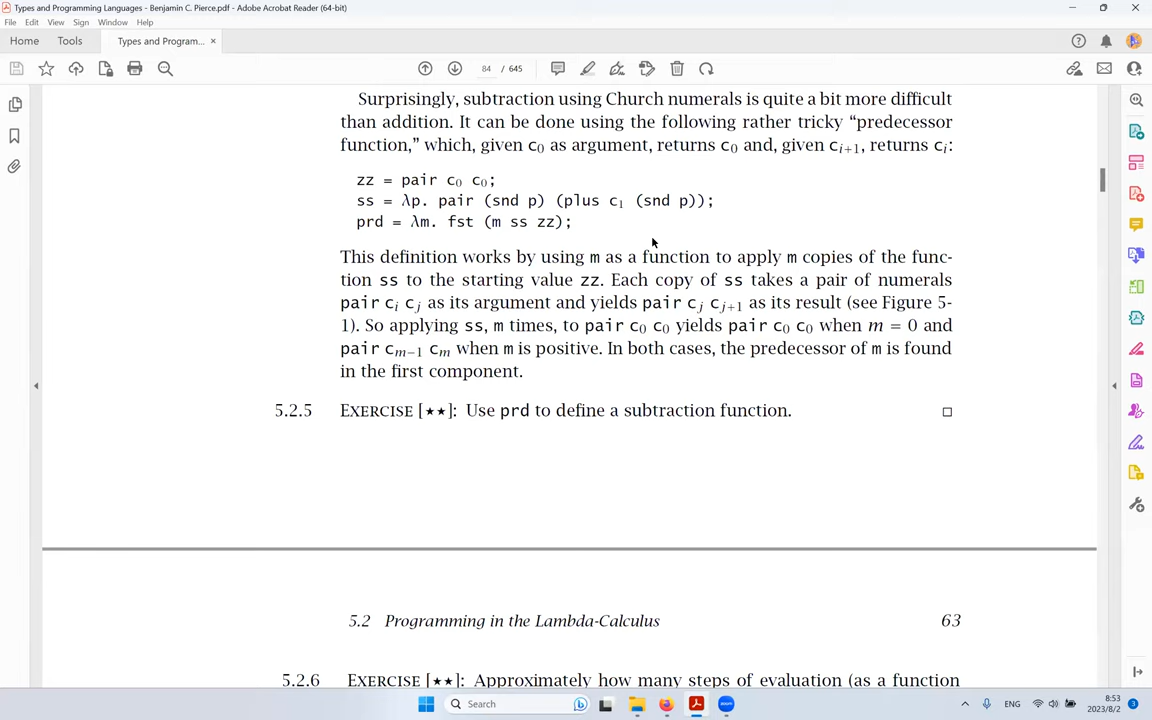 Types and Programming Languages - Benjamin C. Pierce.pdf - Adobe Acrobat Reader (64-bit)
File Edit View Sign Window Help
Home Tools Types and Program... ×
84 / 645
Surprisingly, subtraction using Church numerals is quite a bit more difficult
than addition. It can be done using the following rather tricky “predecessor
function,” which, given c₀ as argument, returns c₀ and, given cᵢ₊₁, returns cᵢ:
zz = pair c₀ c₀;
ss = λp. pair (snd p) (plus c₁ (snd p));
prd = λm. fst (m ss zz);
This definition works by using m as a function to apply m copies of the func-
tion ss to the starting value zz. Each copy of ss takes a pair of numerals
pair cᵢ cⱼ as its argument and yields pair cⱼ cⱼ₊₁ as its result (see Figure 5-
1). So applying ss, m times, to pair c₀ c₀ yields pair c₀ c₀ when m = 0 and
pair cₘ₋₁ cₘ when m is positive. In both cases, the predecessor of m is found
in the first component.
5.2.5 Exercise [★★]: Use prd to define a subtraction function. □
5.2 Programming in the Lambda-Calculus 63
5.2.6 Exercise [★★]: Approximately how many steps of evaluation (as a function
Search
zoom
ENG
8:53
2023/8/2
3